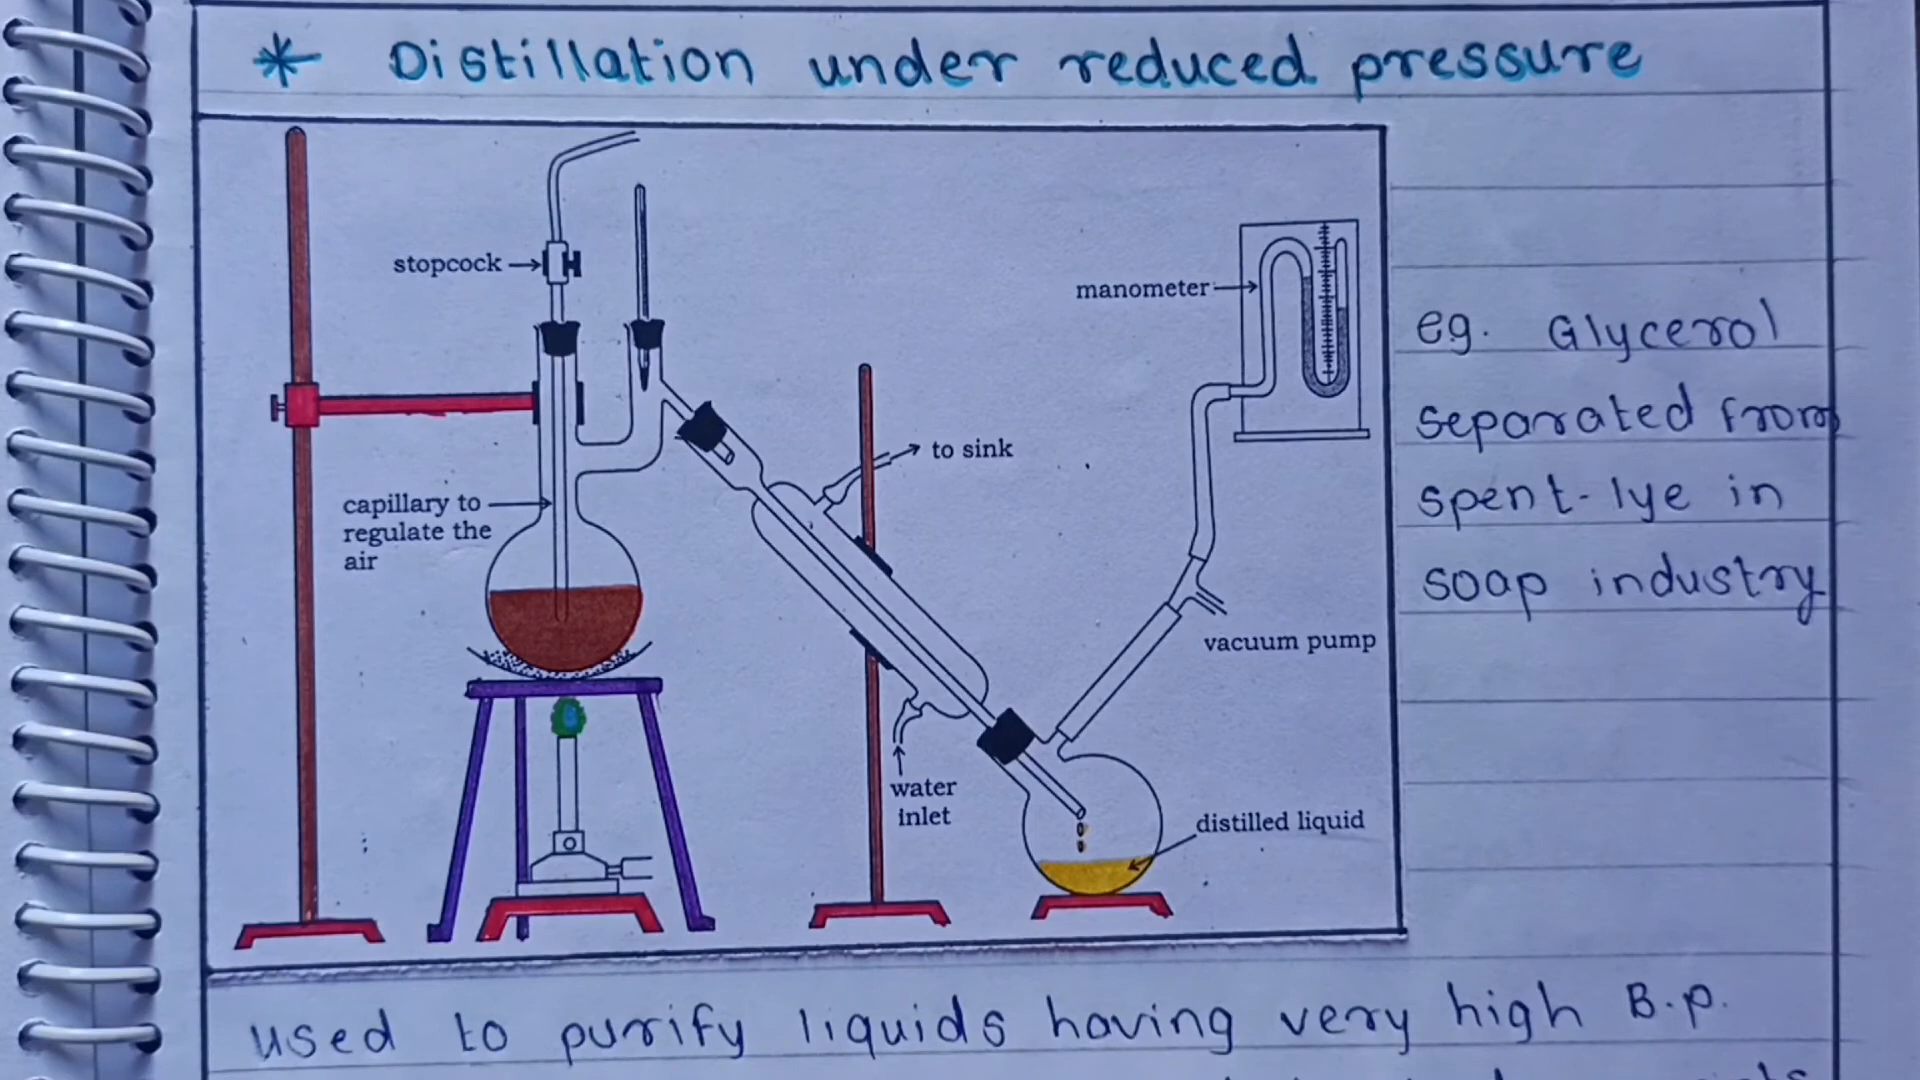 * Distillation under reduced pressure
stopcock
manometer
to sink
capillary to
regulate the
air
vacuum pump
water
inlet
distilled liquid
eg. Glycerol
separated from
spent-lye in
soap industry
used to purify liquids having very high B.p.